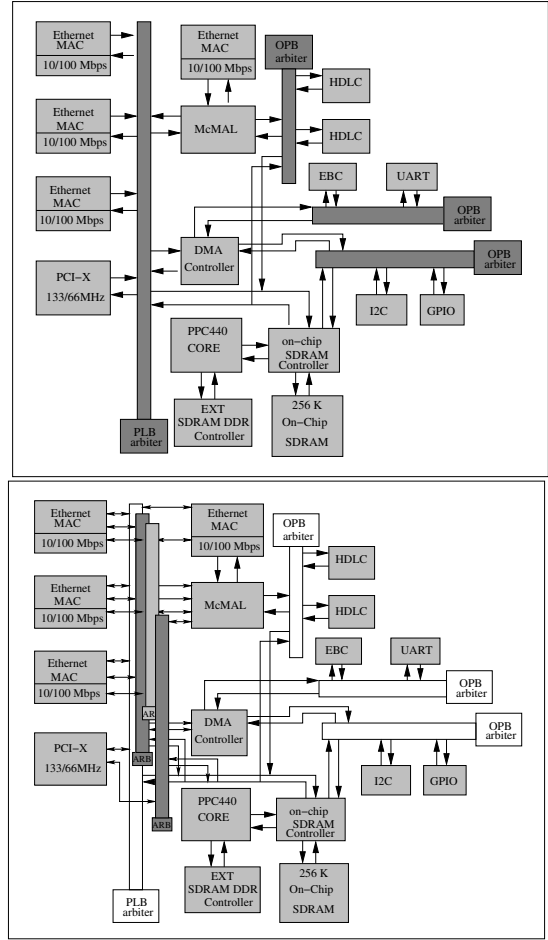 Ethernet
MAC
10/100 Mbps
Ethernet
MAC
10/100 Mbps
OPB
arbiter
HDLC
Ethernet
MAC
10/100 Mbps
McMAL
HDLC
Ethernet
MAC
10/100 Mbps
EBC
UART
OPB
arbiter
DMA
Controller
OPB
arbiter
PCI−X
133/66MHz
I2C
GPIO
PPC440
CORE
on−chip
SDRAM
Controller
PLB
arbiter
EXT
SDRAM DDR
Controller
256 K
On−Chip
SDRAM
Ethernet
MAC
10/100 Mbps
Ethernet
MAC
10/100 Mbps
OPB
arbiter
HDLC
Ethernet
MAC
10/100 Mbps
McMAL
HDLC
Ethernet
MAC
10/100 Mbps
EBC
UART
OPB
arbiter
ARB
DMA
Controller
OPB
arbiter
PCI−X
133/66MHz
ARB
I2C
GPIO
ARB
PPC440
CORE
on−chip
SDRAM
Controller
PLB
arbiter
EXT
SDRAM DDR
Controller
256 K
On−Chip
SDRAM